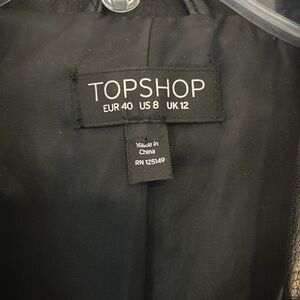 TOPSHOP
EUR 40 US 8 UK 12
Made in
China
RN 125149